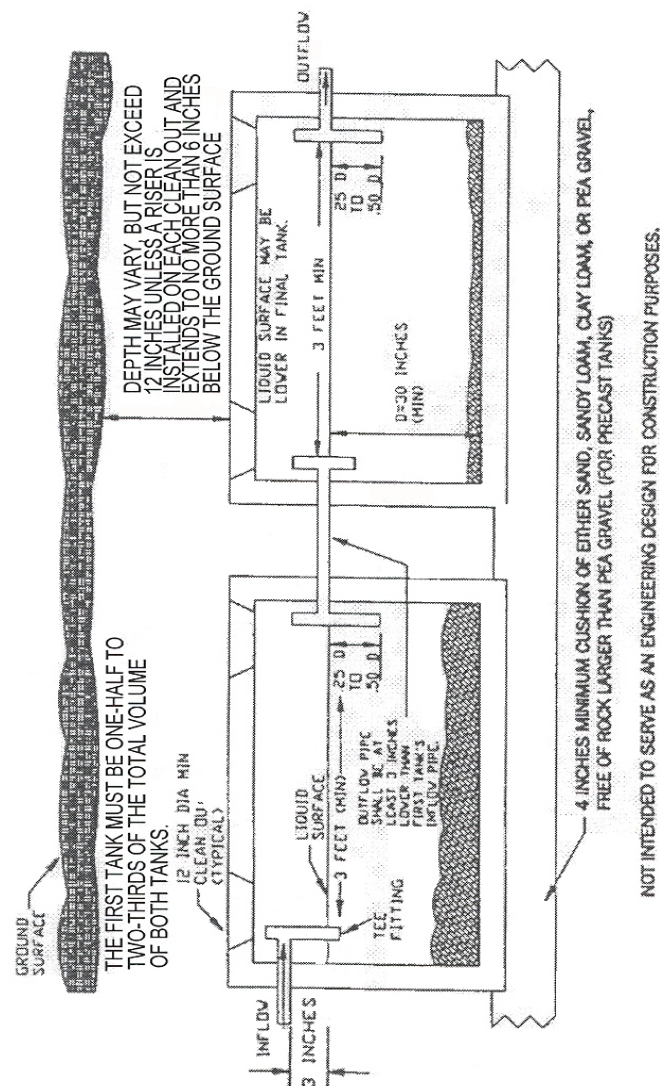 GROUND
SURFACE
THE FIRST TANK MUST BE ONE-HALF TO
TWO-THIRDS OF THE TOTAL VOLUME
OF BOTH TANKS.
DEPTH MAY VARY, BUT NOT EXCEED
12 INCHES UNLESS A RISER IS
INSTALLED ON EACH CLEAN OUT AND
EXTENDS TO NO MORE THAN 6 INCHES
BELOW THE GROUND SURFACE
12 INCH DIA MIN
CLEAN OU'
(TYPICAL)
INFLOW
3 INCHES
LIQUID
SURFACE
3 FEET (MIN)
.25 D
TO
.50 D
TEE
FITTING
OUTFLOW PIPE
SHALL BE AT
LEAST 3 INCHES
LOWER THAN
FIRST TANK'S
INFLOW PIPE.
LIQUID SURFACE MAY BE
LOWER IN FINAL TANK.
3 FEET MIN
D=30 INCHES
(MIN)
.25 D
TO
.50 D
OUTFLOW
4 INCHES MINIMUM CUSHION OF EITHER SAND, SANDY LOAM, CLAY LOAM, OR PEA GRAVEL,
FREE OF ROCK LARGER THAN PEA GRAVEL (FOR PRECAST TANKS)
NOT INTENDED TO SERVE AS AN ENGINEERING DESIGN FOR CONSTRUCTION PURPOSES.